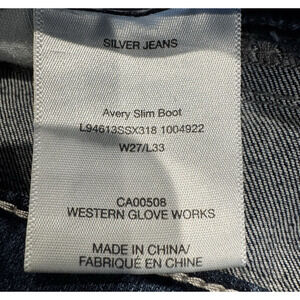 SILVER JEANS
Avery Slim Boot
L94613SSX318 1004922
W27/L33
CA00508
WESTERN GLOVE WORKS
MADE IN CHINA/
FABRIQUÉ EN CHINE